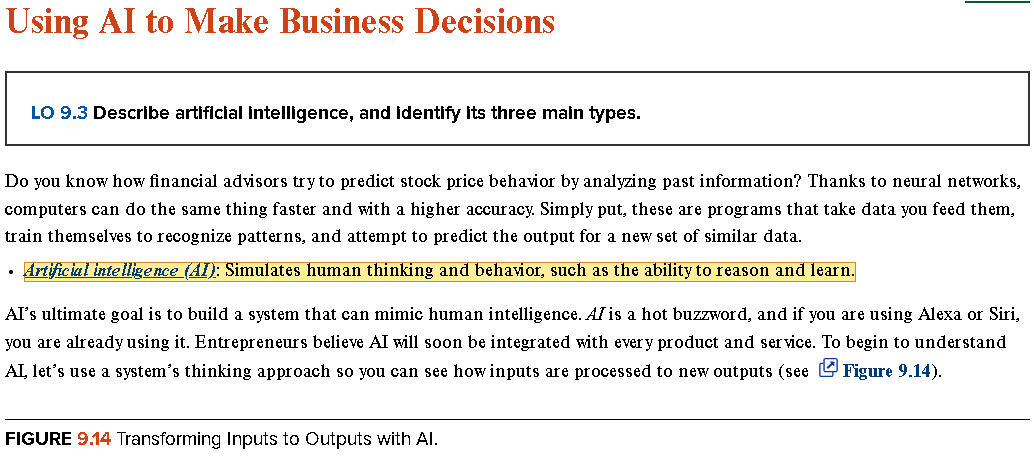 Using AI to Make Business Decisions
LO 9.3 Describe artificial intelligence, and identify its three main types.
Do you know how financial advisors try to predict stock price behavior by analyzing past information? Thanks to neural networks,
computers can do the same thing faster and with a higher accuracy. Simply put, these are programs that take data you feed them,
train themselves to recognize patterns, and attempt to predict the output for a new set of similar data.
• Artificial intelligence (AI): Simulates human thinking and behavior, such as the ability to reason and learn.
AI’s ultimate goal is to build a system that can mimic human intelligence. AI is a hot buzzword, and if you are using Alexa or Siri,
you are already using it. Entrepreneurs believe AI will soon be integrated with every product and service. To begin to understand
AI, let’s use a system’s thinking approach so you can see how inputs are processed to new outputs (see Figure 9.14).
FIGURE 9.14 Transforming Inputs to Outputs with AI.